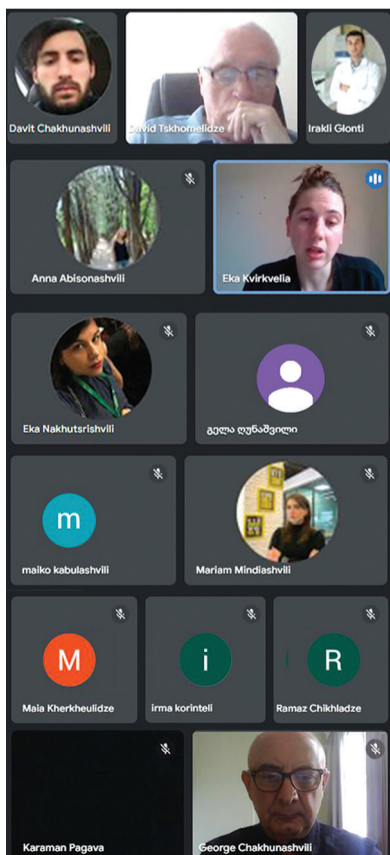 Davit Chakhunashvili
David Tskhomelidze
Irakli Glonti
Anna Abisonashvili
Eka Kvirkvelia
Eka Nakhutsrishvili
გელა ღუნაშვილი
m
maiko kabulashvili
Mariam Mindiashvili
M
Maia Kherkheulidze
i
irma korinteli
R
Ramaz Chikhladze
Karaman Pagava
George Chakhunashvili